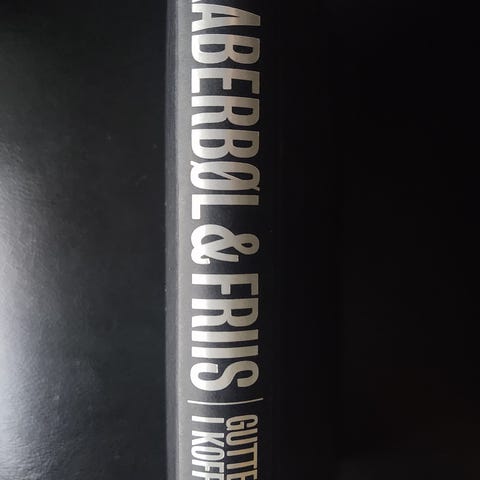 ABERBØL & FRIIS
GUTTE
I KOFF